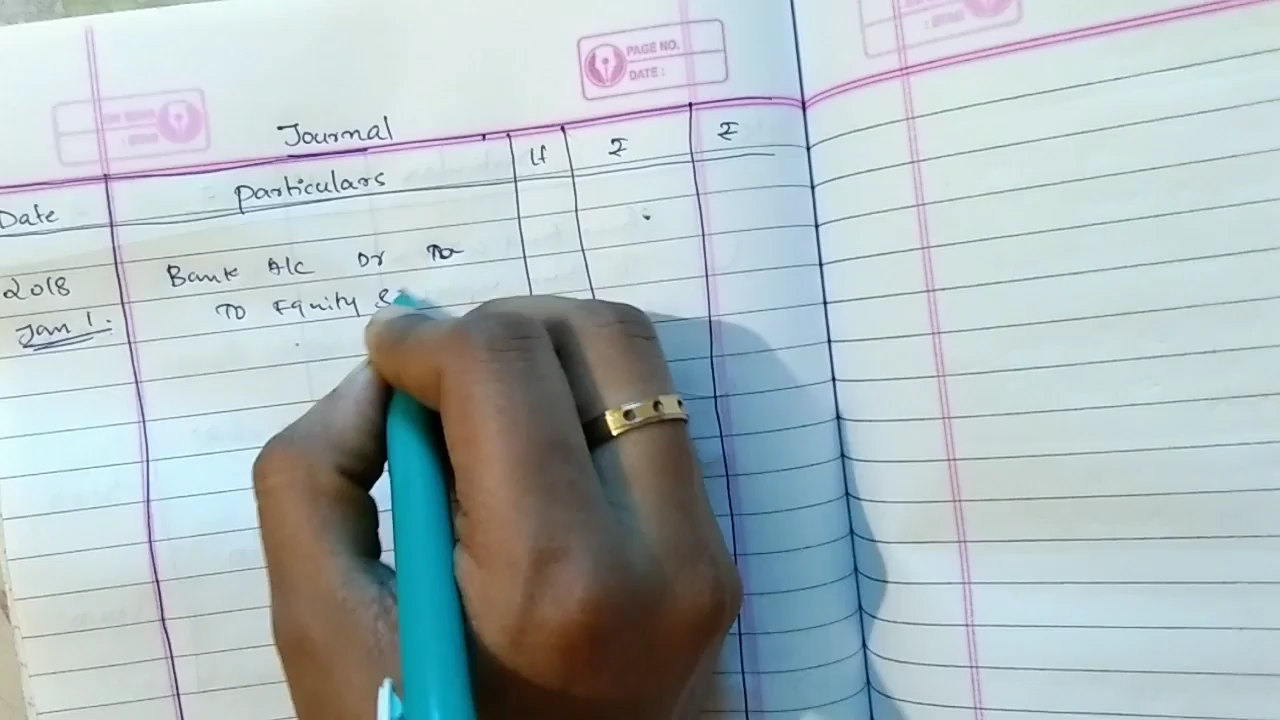 PAGE NO.
DATE :
Journal
Date Particulars Lf ₹ ₹
2018 Bank A/c Dr To
Jan 1. To Equity